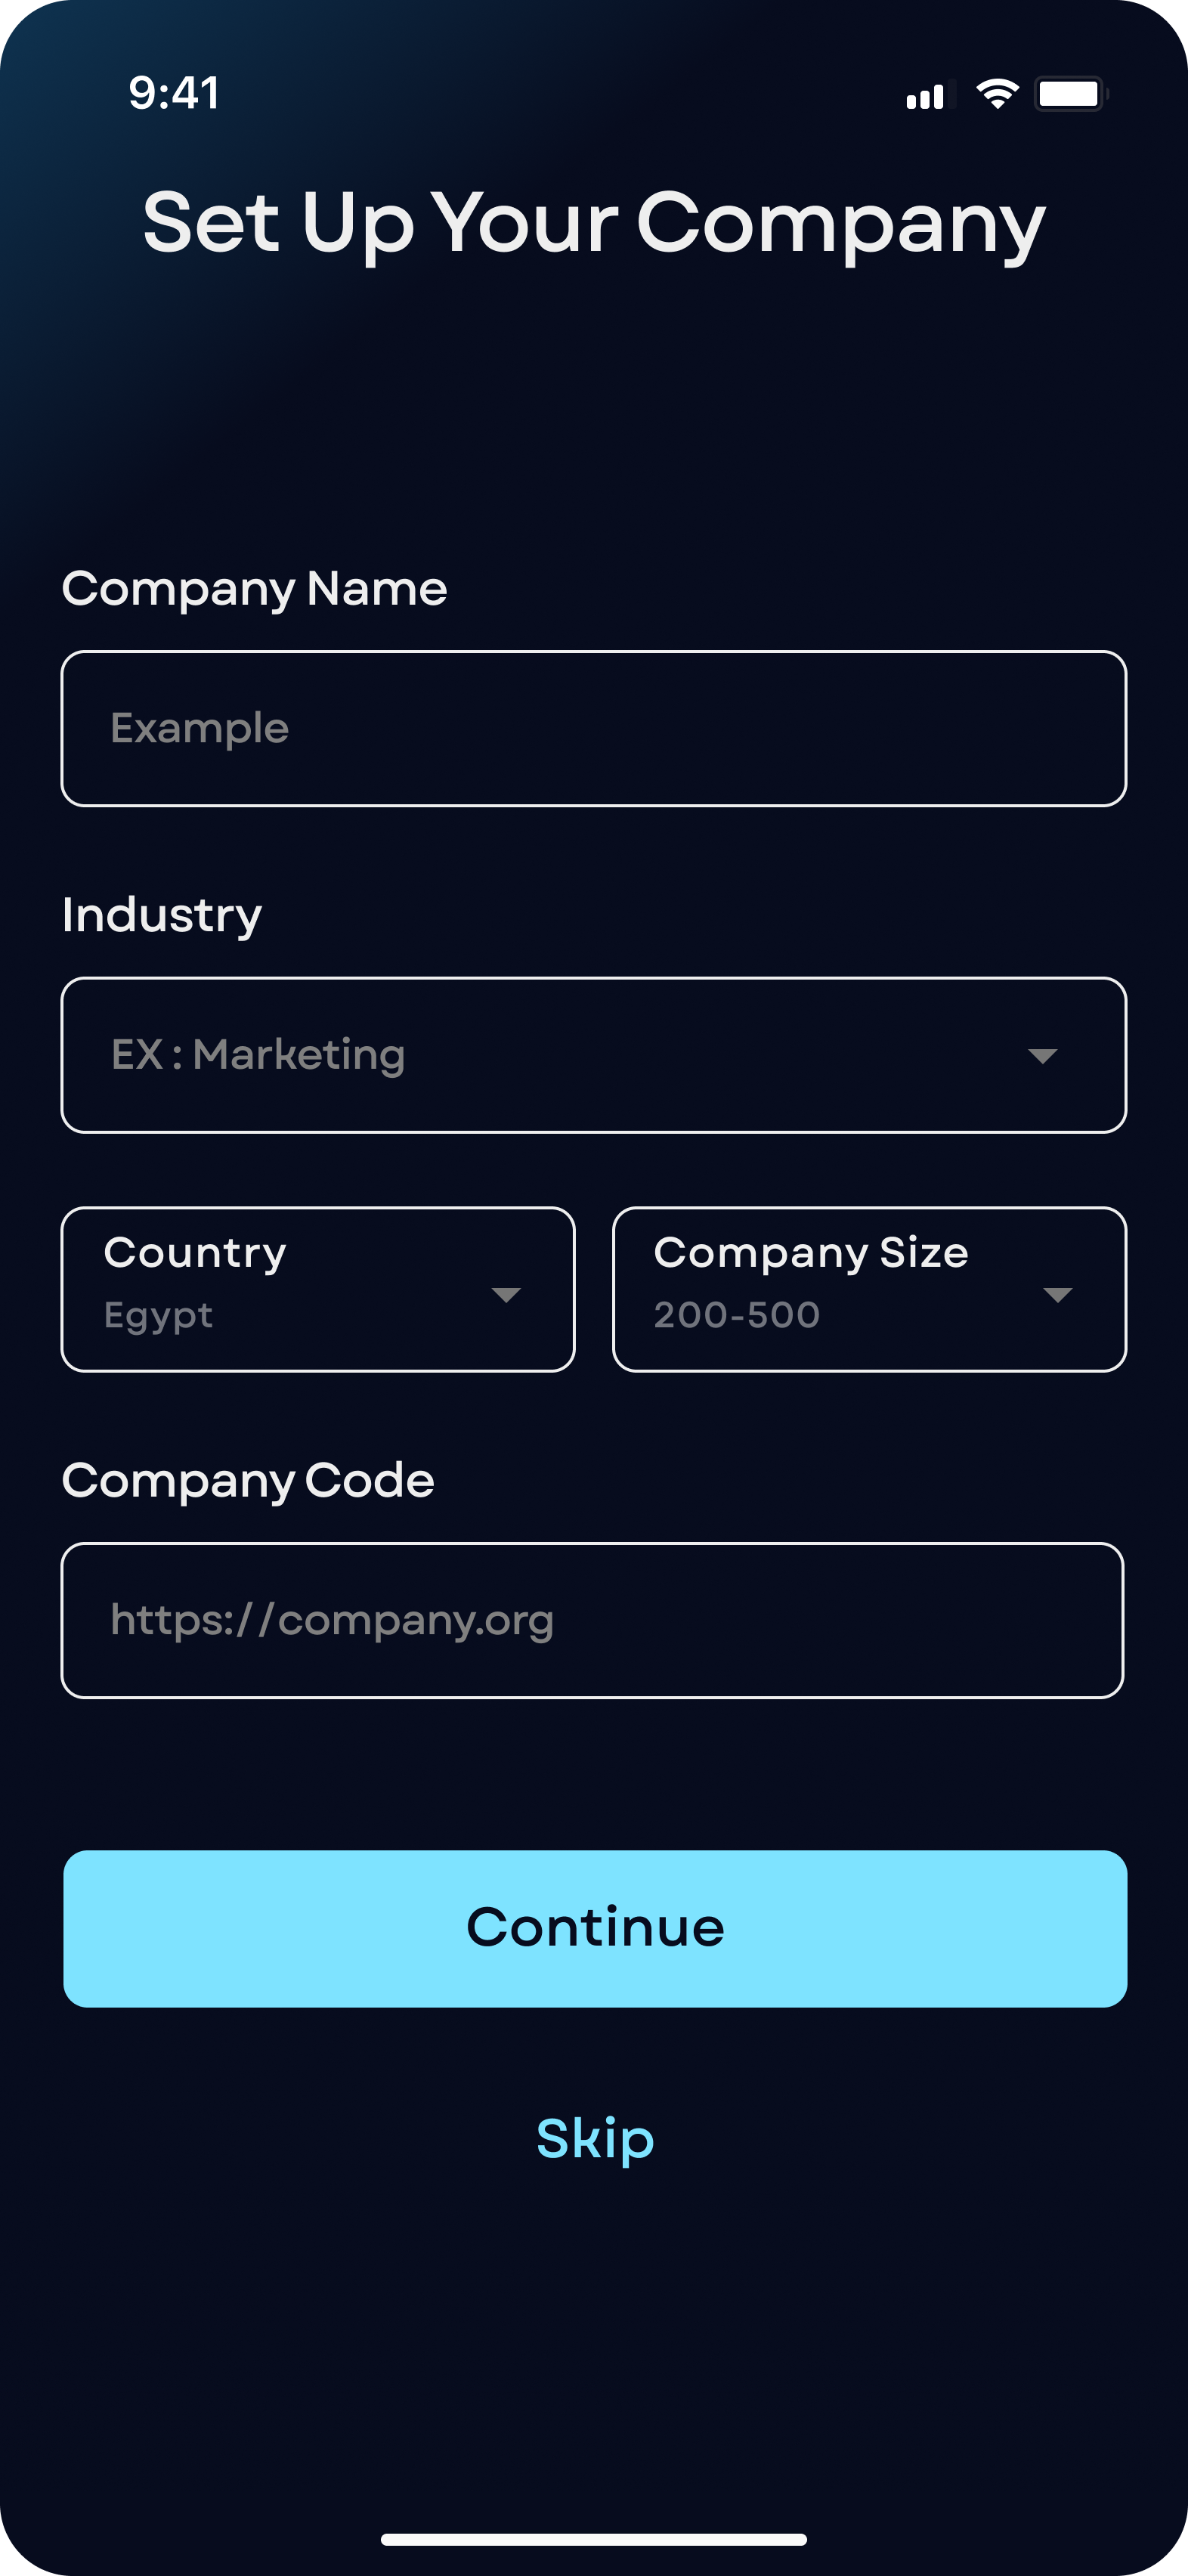 9:41
Set Up Your Company
Company Name
Example
Industry
EX : Marketing
Country
Egypt
Company Size
200-500
Company Code
https://company.org
Continue
Skip